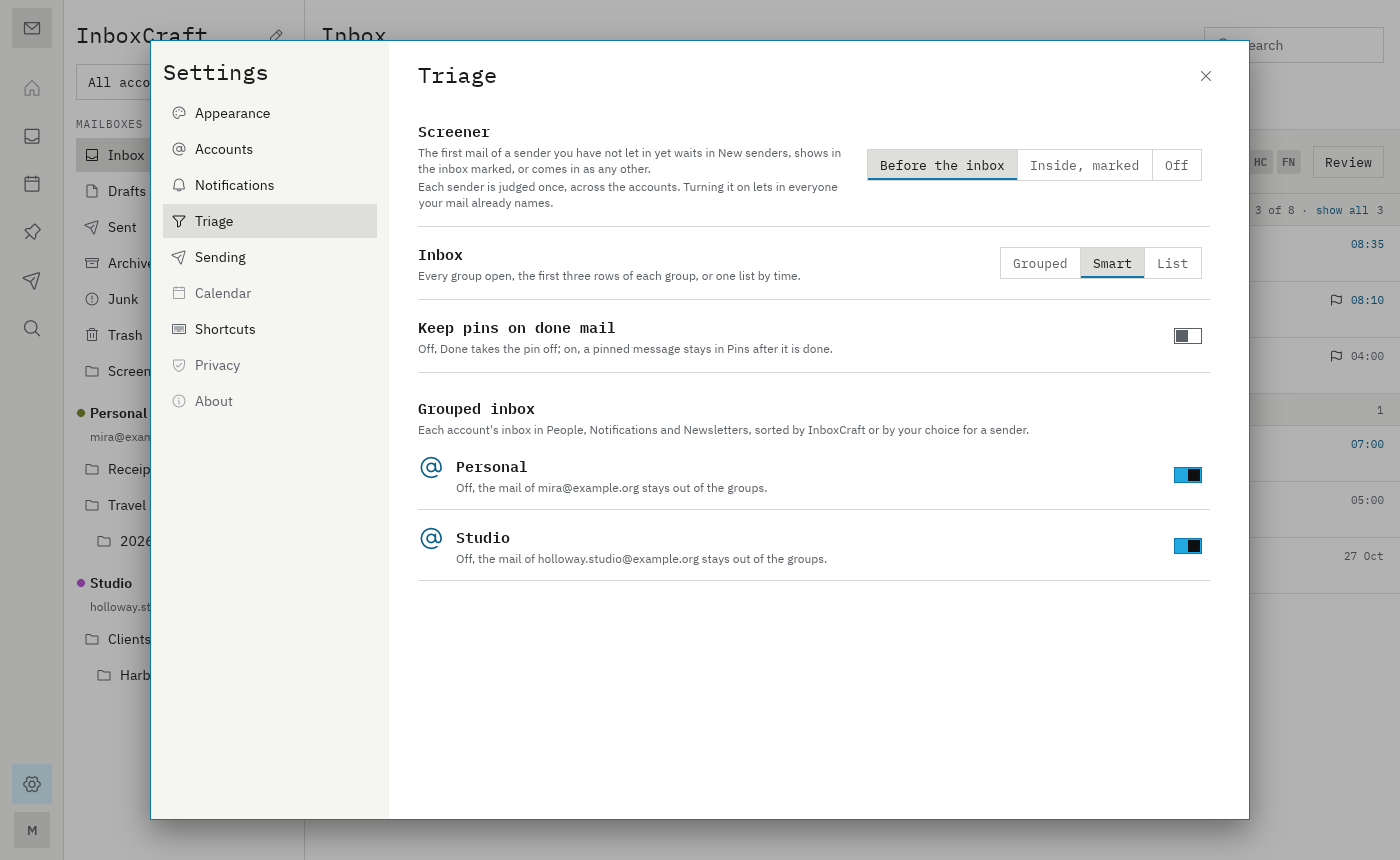 InboxCraft
Inbox
earch
All acco
MAILBOXES
Inbox
Drafts
Sent
Archive
Junk
Trash
Screen
Personal
mira@exam
Receip
Travel
2026
Studio
holloway.st
Clients
Harb
M
Settings
Appearance
Accounts
Notifications
Triage
Sending
Calendar
Shortcuts
Privacy
About
Triage
Screener
The first mail of a sender you have not let in yet waits in New senders, shows in
the inbox marked, or comes in as any other.
Each sender is judged once, across the accounts. Turning it on lets in everyone
your mail already names.
Before the inbox Inside, marked Off
Inbox
Every group open, the first three rows of each group, or one list by time.
Grouped Smart List
Keep pins on done mail
Off, Done takes the pin off; on, a pinned message stays in Pins after it is done.
Grouped inbox
Each account's inbox in People, Notifications and Newsletters, sorted by InboxCraft or by your choice for a sender.
Personal
Off, the mail of mira@example.org stays out of the groups.
Studio
Off, the mail of holloway.studio@example.org stays out of the groups.
HC FN Review
3 of 8 · show all 3
08:35
08:10
04:00
1
07:00
05:00
27 Oct